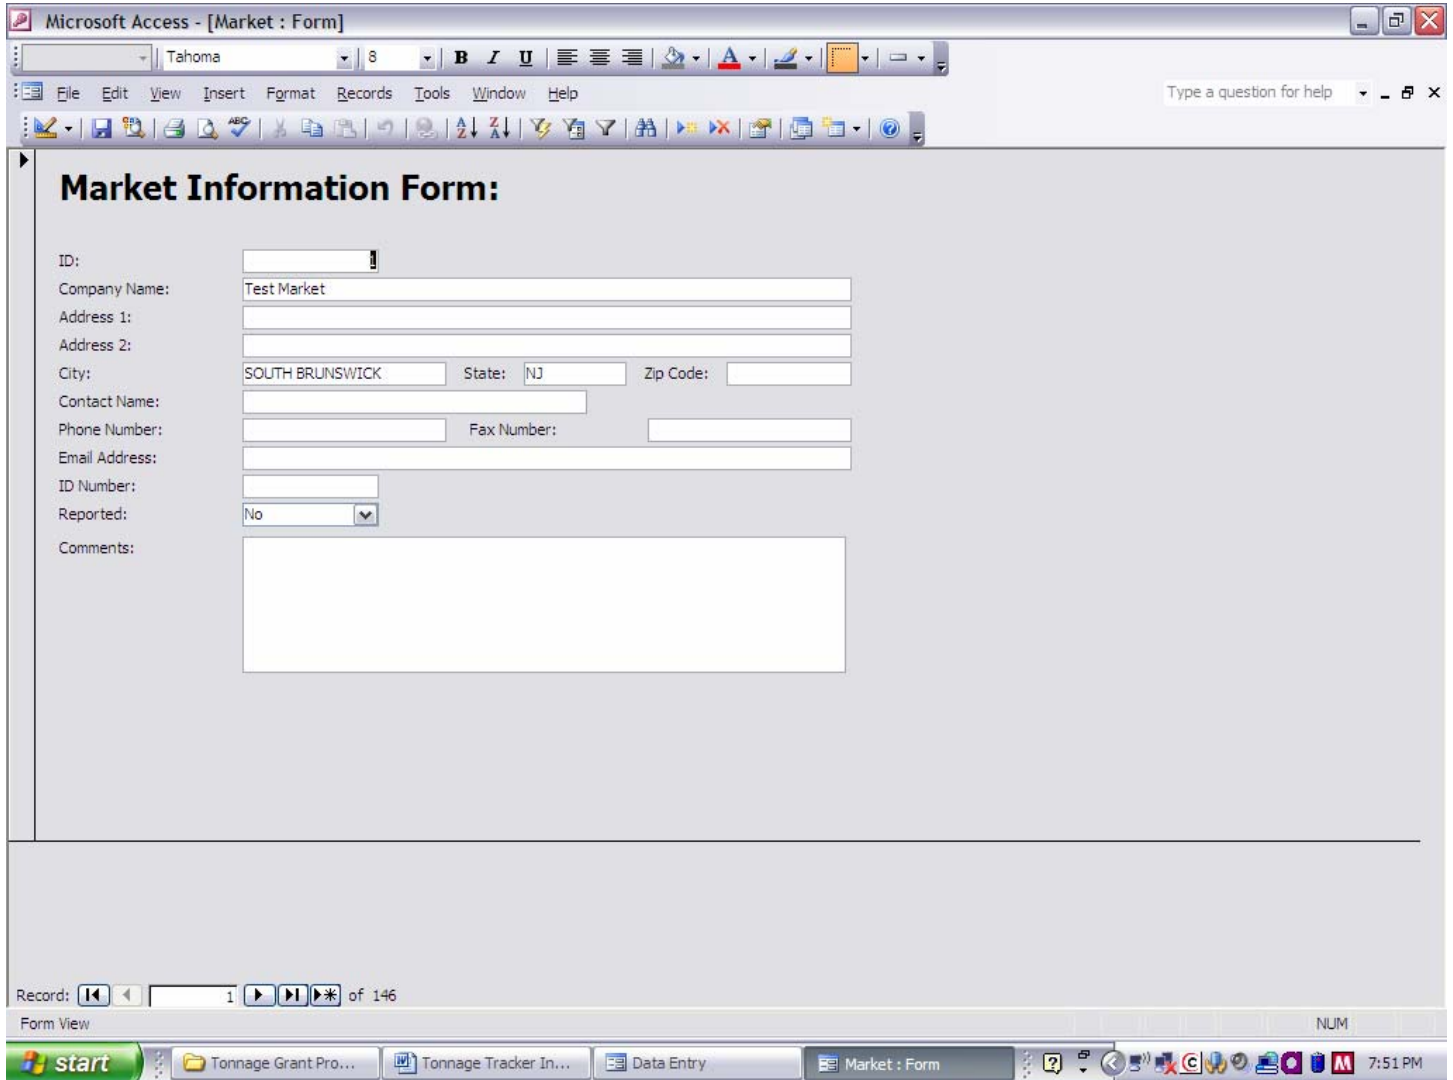 Microsoft Access - [Market : Form]
Tahoma 8 B I U A
File Edit View Insert Format Records Tools Window Help Type a question for help
Market Information Form:
ID: 1
Company Name: Test Market
Address 1:
Address 2:
City: SOUTH BRUNSWICK State: NJ Zip Code:
Contact Name:
Phone Number: Fax Number:
Email Address:
ID Number:
Reported: No
Comments:
Record: 1 of 146
Form View NUM
start Tonnage Grant Pro... Tonnage Tracker In... Data Entry Market : Form 7:51 PM